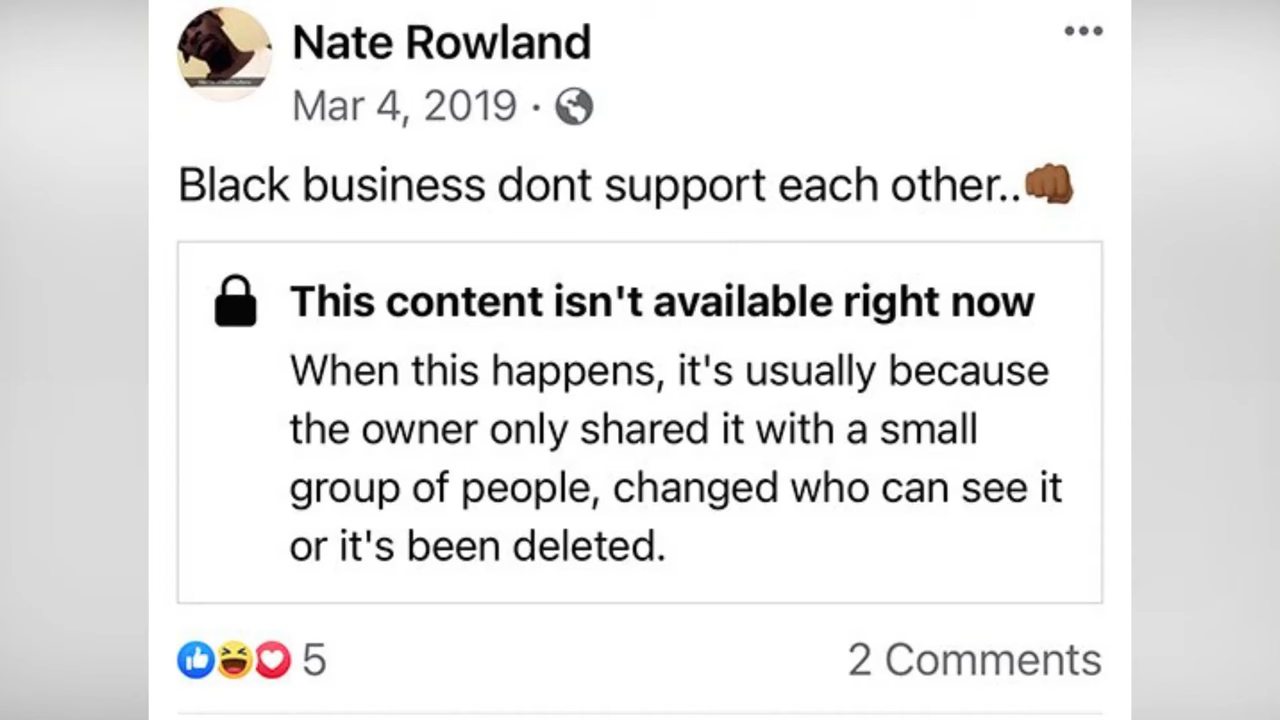 Nate Rowland
Mar 4, 2019 ·
Black business dont support each other..👊🏾
This content isn't available right now
When this happens, it's usually because
the owner only shared it with a small
group of people, changed who can see it
or it's been deleted.
5
2 Comments